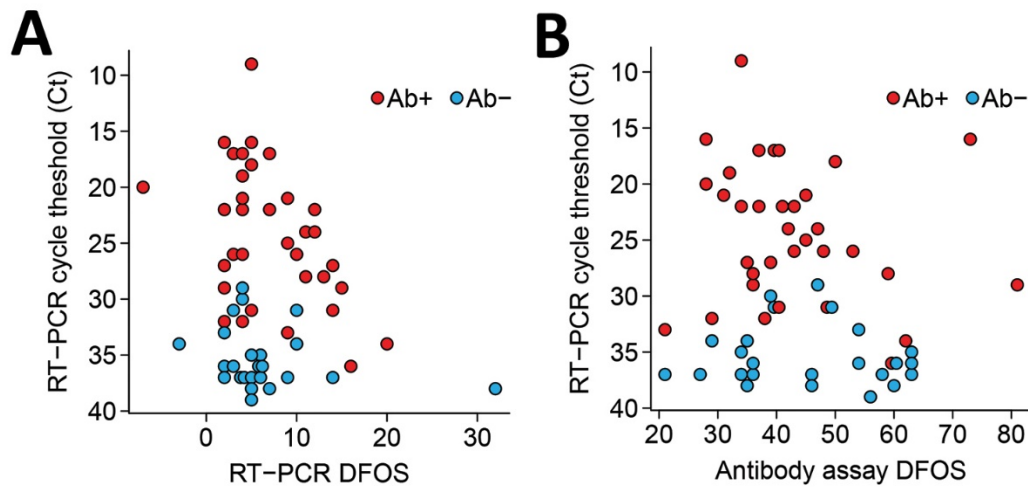 A
RT−PCR cycle theshold (Ct)
10
15
20
25
30
35
40
0
10
20
30
RT−PCR DFOS
Ab+
Ab−
B
RT−PCR cycle threshold (Ct)
10
15
20
25
30
35
40
20
30
40
50
60
70
80
Antibody assay DFOS
Ab+
Ab−